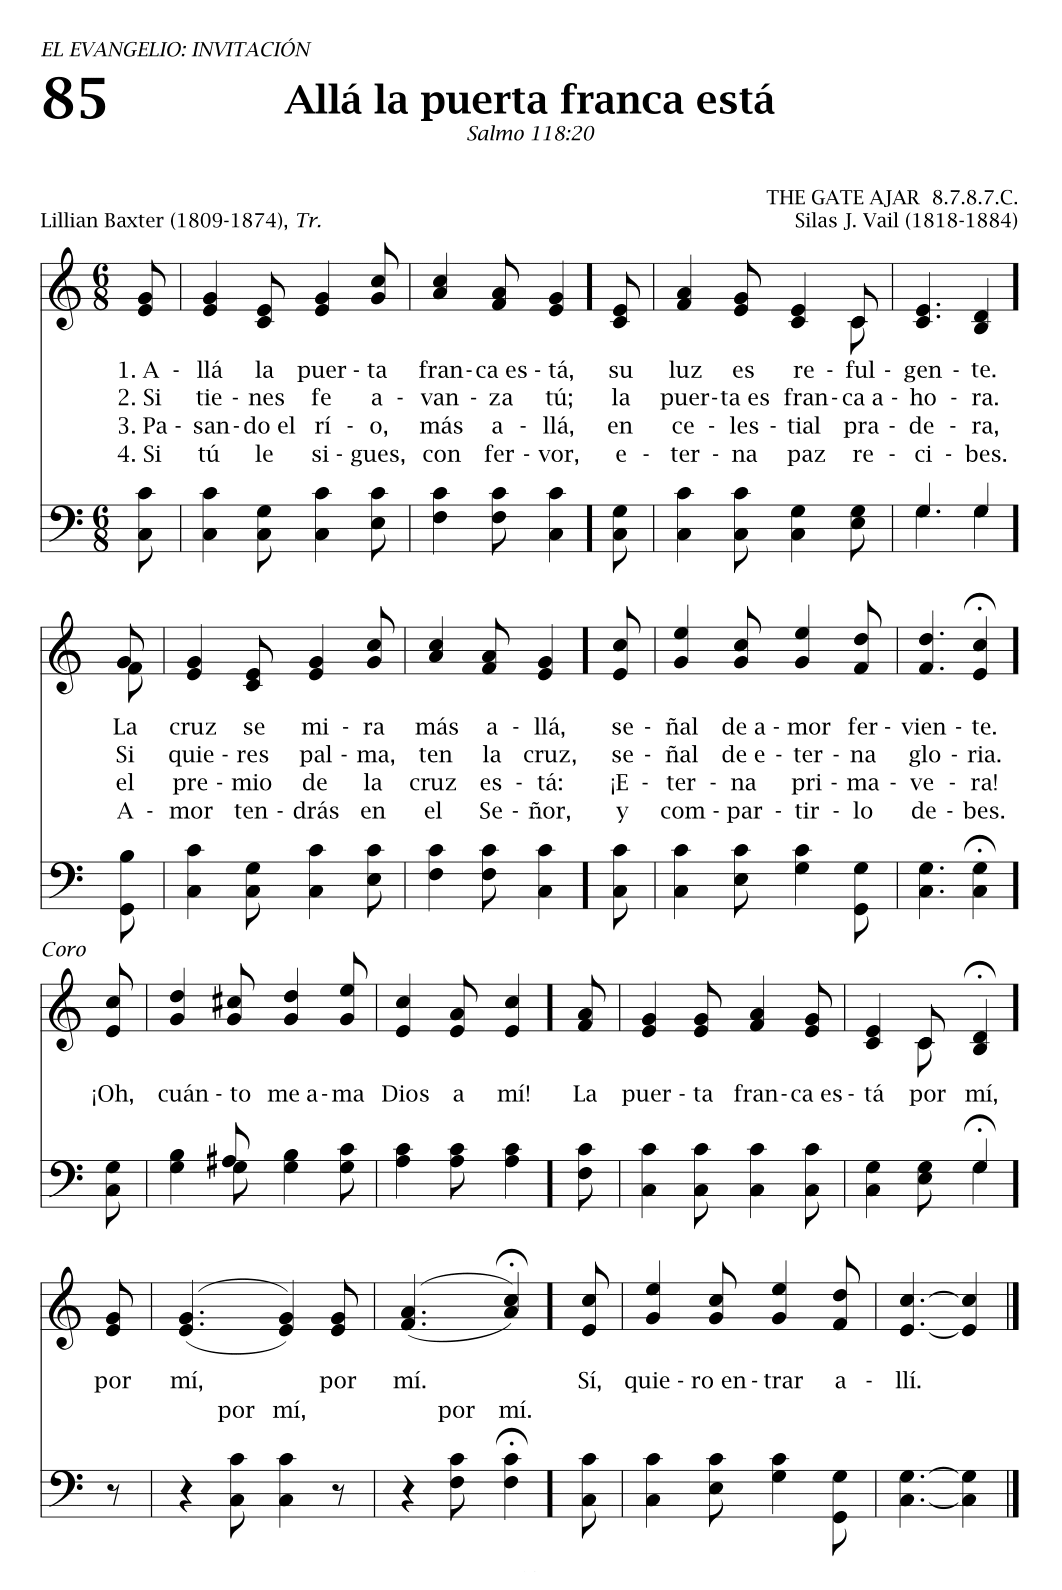 EL EVANGELIO: INVITACIÓN
85 Allá la puerta franca está
Salmo 118:20
THE GATE AJAR 8.7.8.7.C.
Lillian Baxter (1809-1874), Tr. Silas J. Vail (1818-1884)
1. A - llá la puer - ta fran - ca es - tá, su luz es re - ful - gen - te.
2. Si tie - nes fe a - van - za tú; la puer - ta es fran - ca a - ho - ra.
3. Pa - san - do el rí - o, más a - llá, en ce - les - tial pra - de - ra,
4. Si tú le si - gues, con fer - vor, e - ter - na paz re - ci - bes.
La cruz se mi - ra más a - llá, se - ñal de a - mor fer - vien - te.
Si quie - res pal - ma, ten la cruz, se - ñal de e - ter - na glo - ria.
el pre - mio de la cruz es - tá: ¡E - ter - na pri - ma - ve - ra!
A - mor ten - drás en el Se - ñor, y com - par - tir - lo de - bes.
Coro
¡Oh, cuán - to me a - ma Dios a mí! La puer - ta fran - ca es - tá por mí,
por mí, por mí. Sí, quie - ro en - trar a - llí.
por mí, por mí.